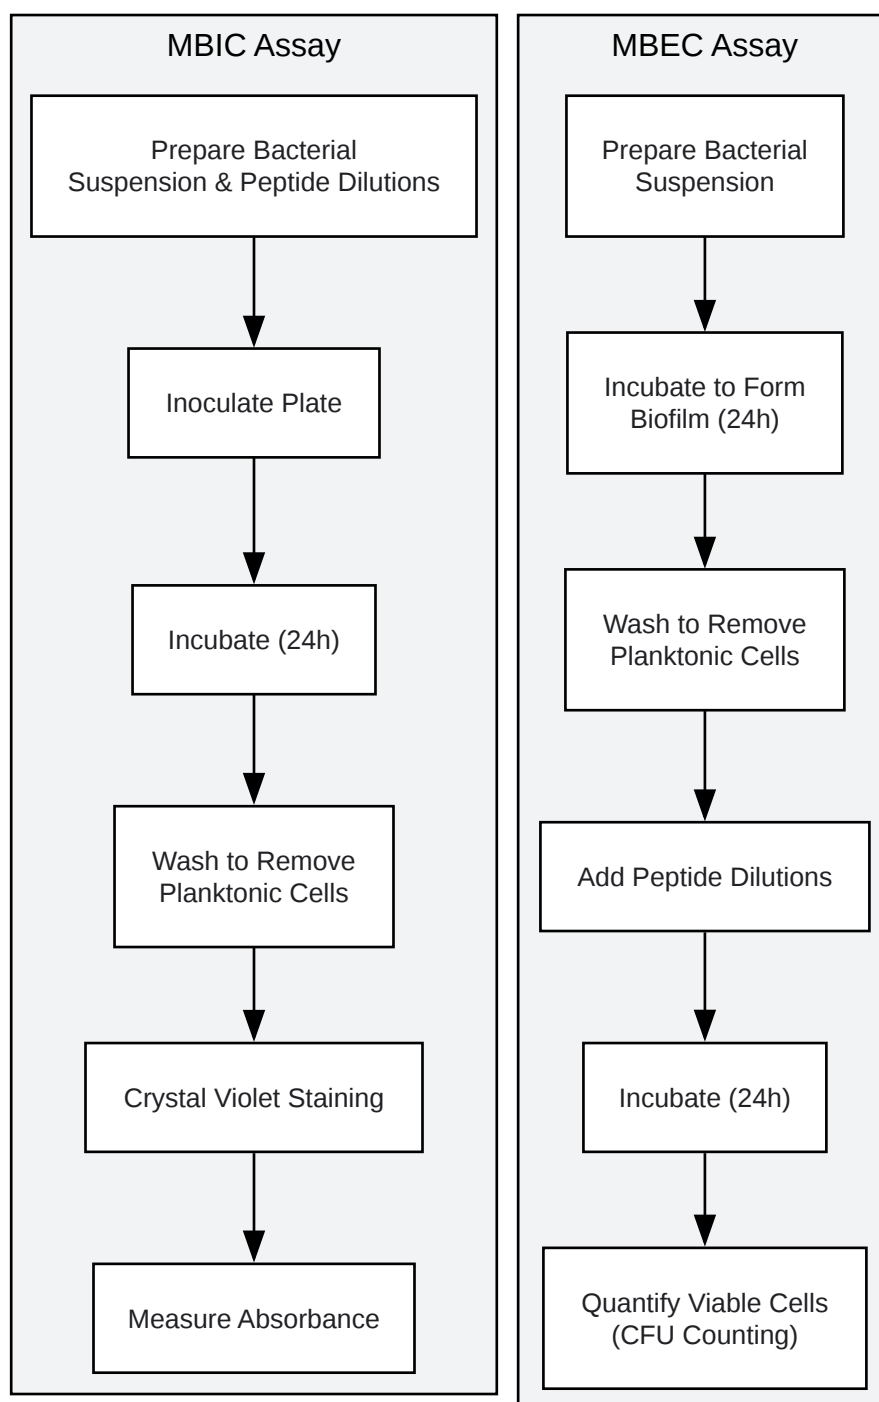 MBIC Assay
Prepare Bacterial
Suspension & Peptide Dilutions
Inoculate Plate
Incubate (24h)
Wash to Remove
Planktonic Cells
Crystal Violet Staining
Measure Absorbance
MBEC Assay
Prepare Bacterial
Suspension
Incubate to Form
Biofilm (24h)
Wash to Remove
Planktonic Cells
Add Peptide Dilutions
Incubate (24h)
Quantify Viable Cells
(CFU Counting)